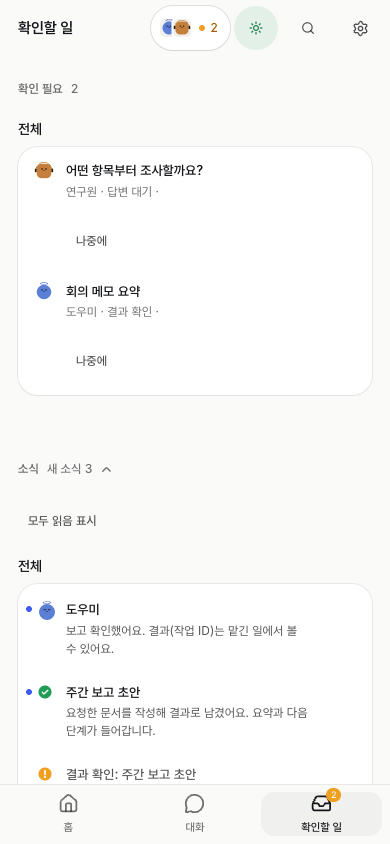 확인할 일
2
확인 필요 2
전체
어떤 항목부터 조사할까요?
연구원 · 답변 대기 ·
나중에
회의 메모 요약
도우미 · 결과 확인 ·
나중에
소식 새 소식 3
모두 읽음 표시
전체
도우미
보고 확인했어요. 결과(작업 ID)는 맡긴 일에서 볼
수 있어요.
주간 보고 초안
요청한 문서를 작성해 결과로 남겼어요. 요약과 다음
단계가 들어갑니다.
결과 확인: 주간 보고 초안
2
홈
대화
확인할 일